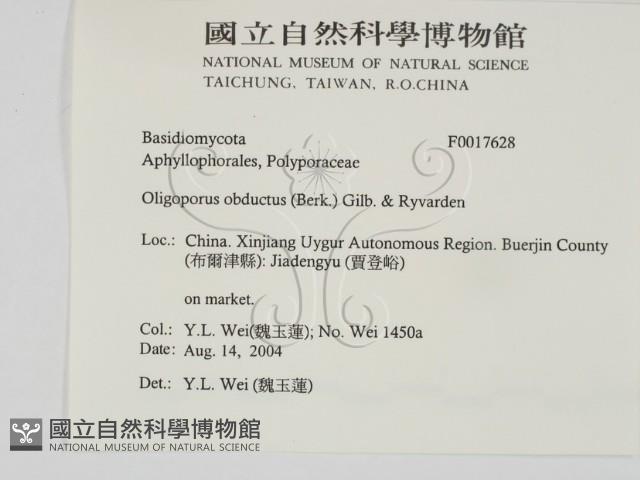 國立自然科學博物館
NATIONAL MUSEUM OF NATURAL SCIENCE
TAICHUNG, TAIWAN, R.O.CHINA
Basidiomycota F0017628
Aphyllophorales, Polyporaceae
Oligoporus obductus (Berk.) Gilb. & Ryvarden
Loc.: China. Xinjiang Uygur Autonomous Region. Buerjin County
(布爾津縣): Jiadengyu (賈登峪)
on market.
Col.: Y.L. Wei(魏玉蓮); No. Wei 1450a
Date: Aug. 14, 2004
Det.: Y.L. Wei (魏玉蓮)
國立自然科學博物館
NATIONAL MUSEUM OF NATURAL SCIENCE